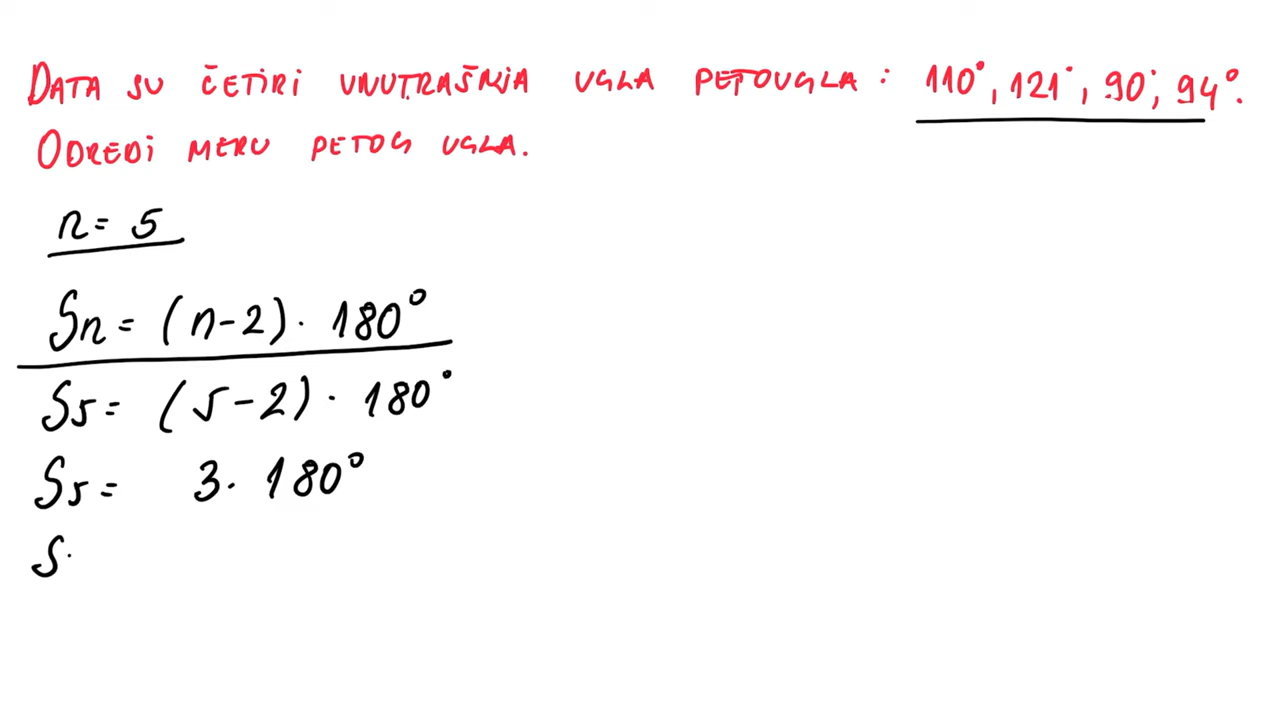 DATA SU ČETIRI UNUTRAŠNJA UGLA PETOUGLA: 110°, 121°, 90°, 94°.
ODREDI MERU PETOG UGLA.
n = 5
Sn = (n-2) · 180°
S5 = (5-2) · 180°
S5 = 3 · 180°
S